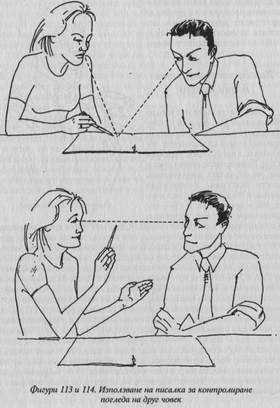 Фигури 113 и 114. Използване на писалка за контролиране
погледа на друг човек